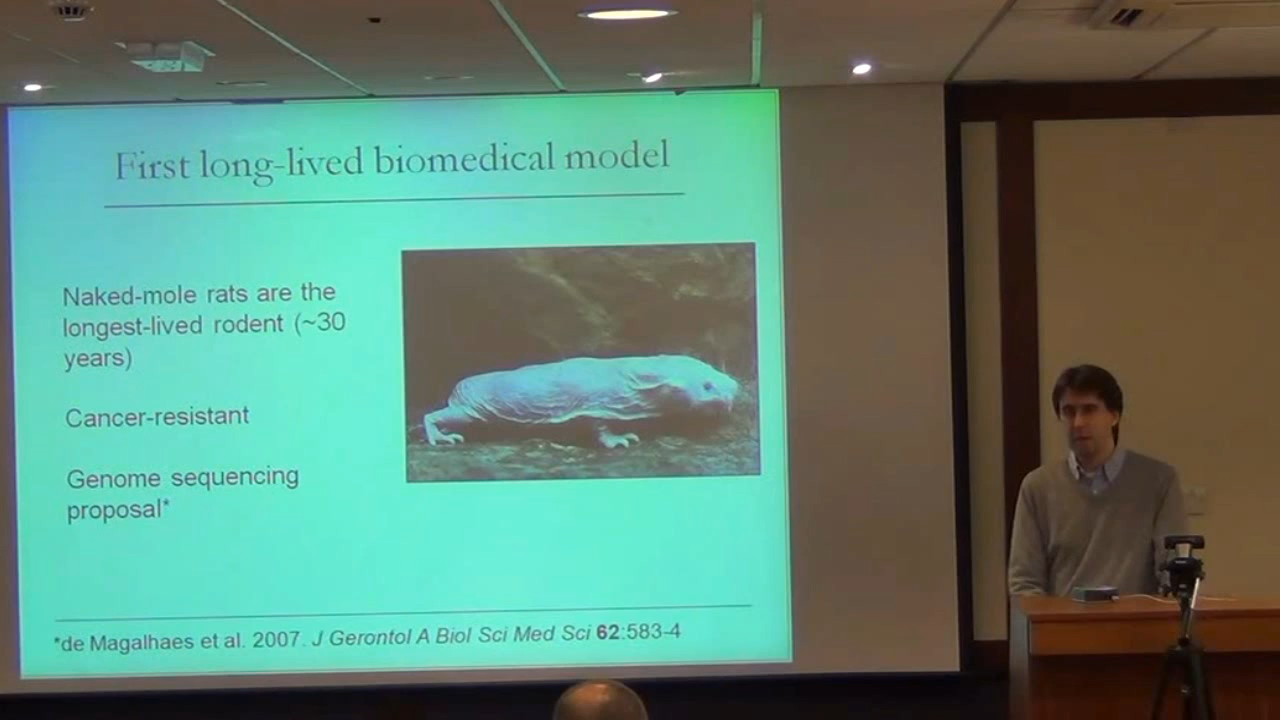 First long-lived biomedical model
Naked-mole rats are the
longest-lived rodent (~30
years)
Cancer-resistant
Genome sequencing
proposal*
*de Magalhaes et al. 2007. J Gerontol A Biol Sci Med Sci 62:583-4